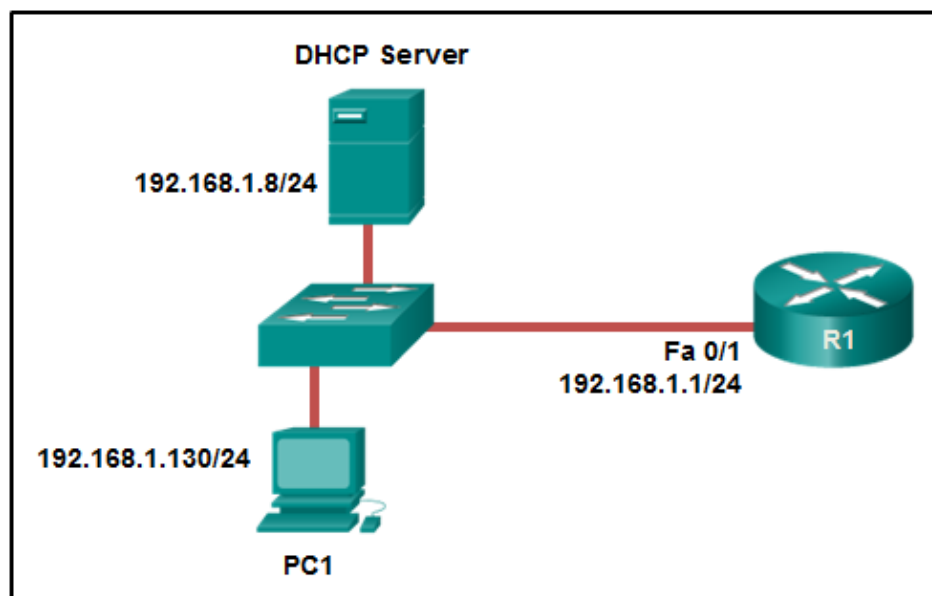 DHCP Server
192.168.1.8/24
R1
Fa 0/1
192.168.1.1/24
192.168.1.130/24
PC1